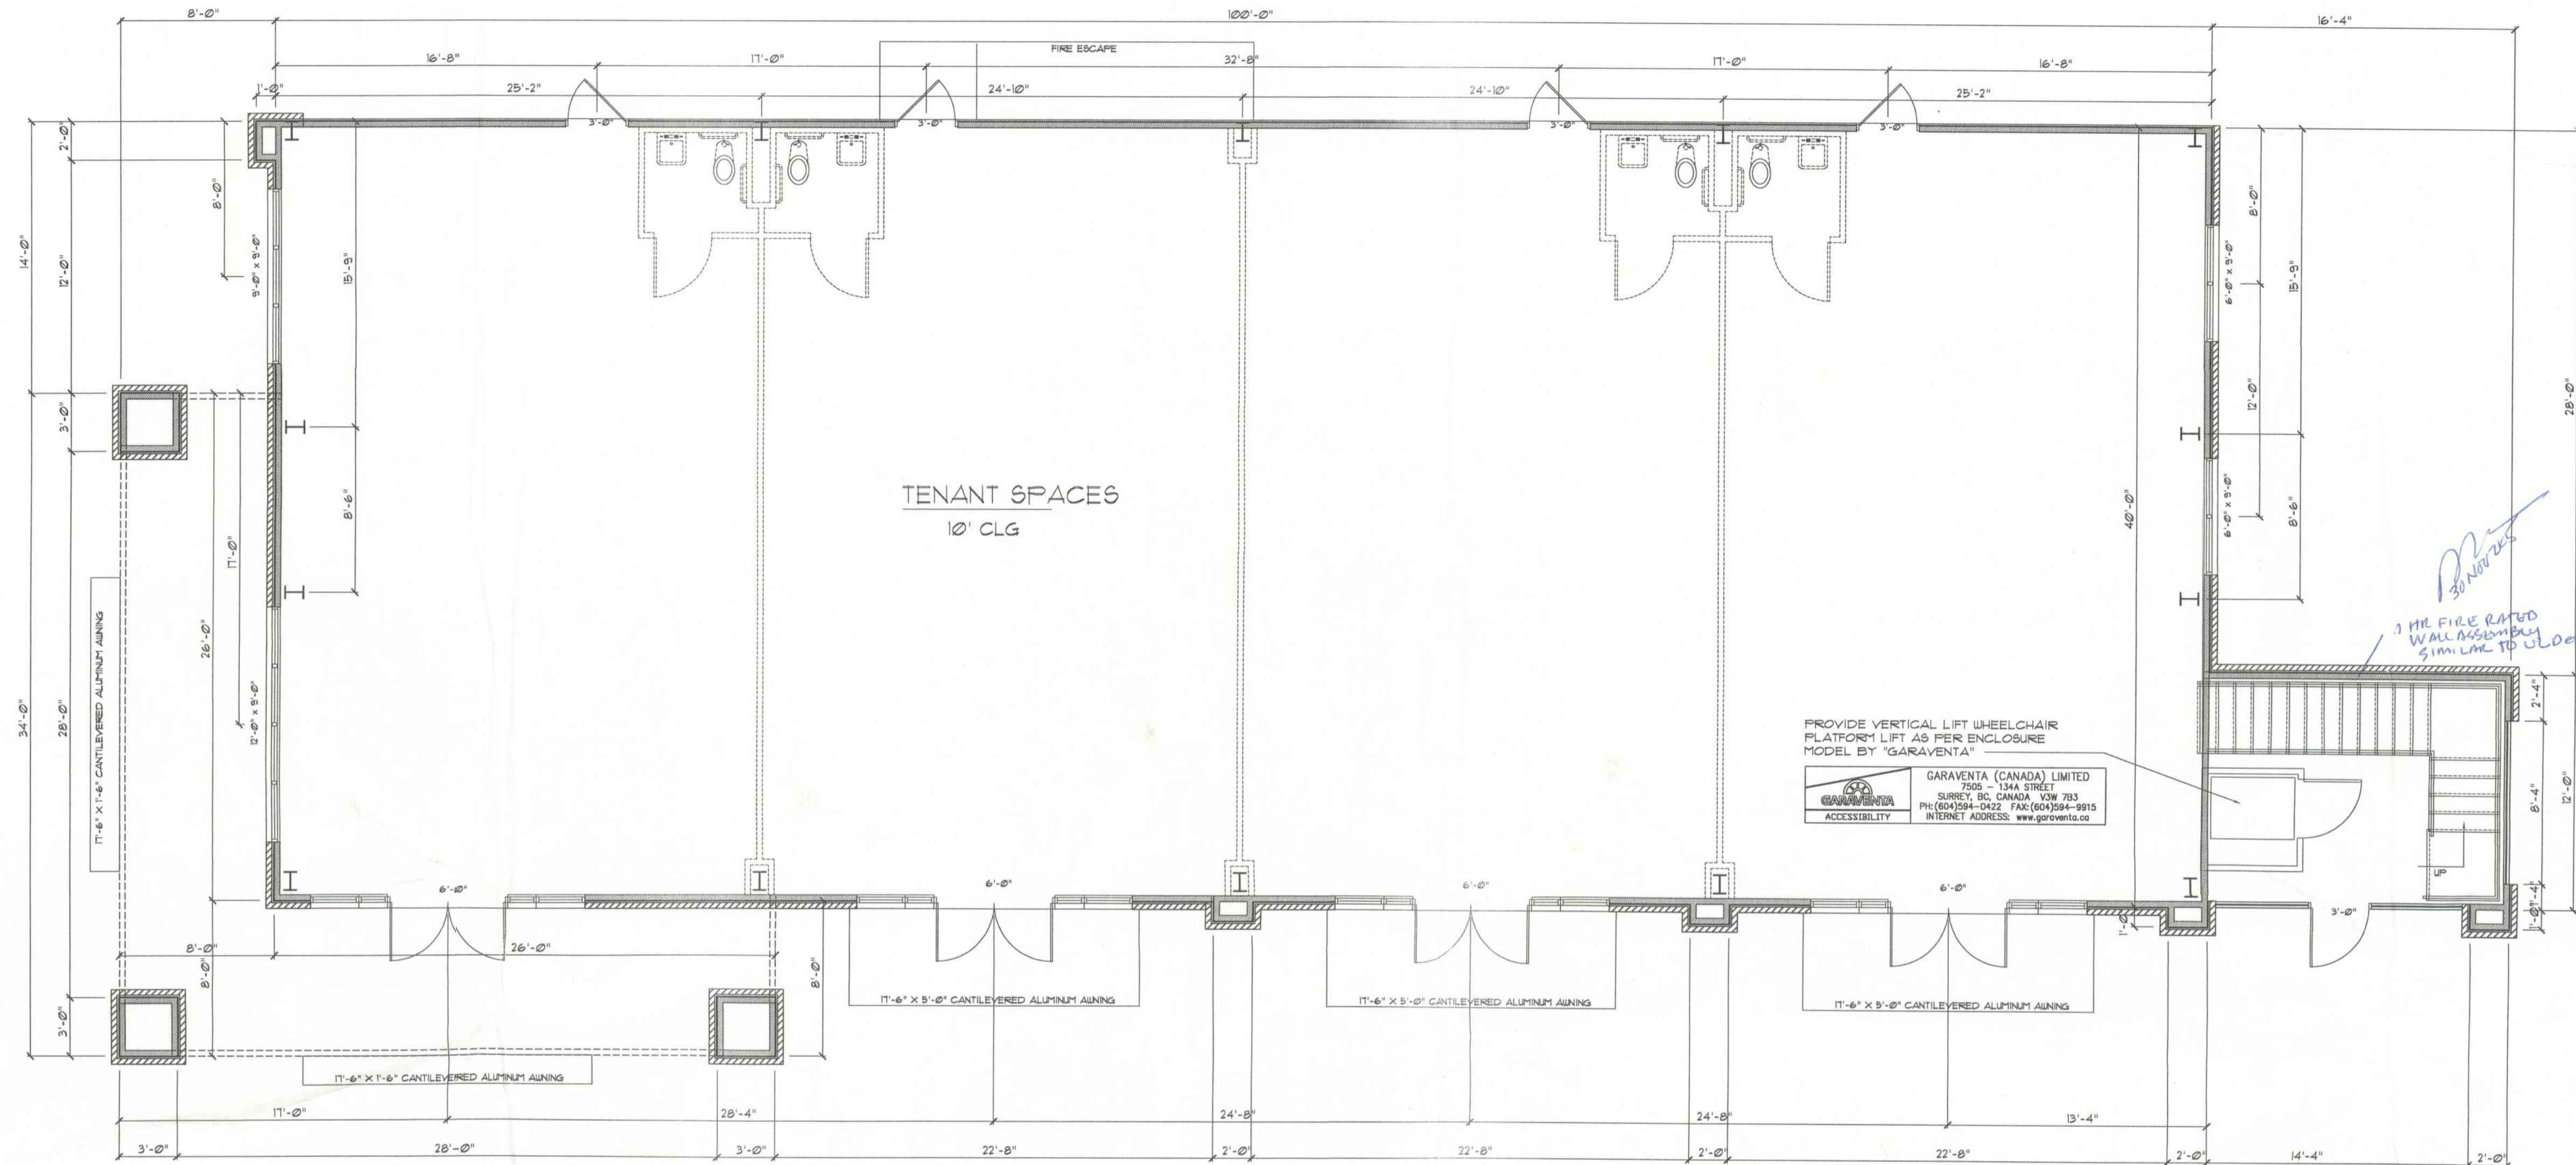 8'-0"
100'-0"
16'-4"
FIRE ESCAPE
16'-8"
17'-0"
32'-8"
17'-0"
16'-8"
1'-0"
25'-2"
24'-10"
24'-10"
25'-2"
3'-0"
3'-0"
3'-0"
3'-0"
2'-0"
8'-0"
14'-0"
12'-0"
9'-0" x 9'-0"
15'-9"
8'-0"
6'-0" x 9'-0"
15'-9"
12'-0"
28'-0"
3'-0"
8'-6"
17'-0"
TENANT SPACES
10' CLG
40'-0"
6'-0" x 9'-0"
8'-6"
30 NOV 2K5
1 HR FIRE RATED
WALL ASSEMBLY
SIMILAR TO UL
17'-6" X 1'-6" CANTILEVERED ALUMINUM AWNING
34'-0"
28'-0"
26'-0"
12'-0" x 9'-0"
PROVIDE VERTICAL LIFT WHEELCHAIR
PLATFORM LIFT AS PER ENCLOSURE
MODEL BY "GARAVENTA"
GARAVENTA
ACCESSIBILITY
GARAVENTA (CANADA) LIMITED
7505 - 134A STREET
SURREY, BC, CANADA V3W 7B3
PH:(604)594-0422 FAX:(604)594-9915
INTERNET ADDRESS: www.garaventa.ca
2'-4"
8'-4"
12'-0"
UP
1'-4"
1'-0"
6'-0"
6'-0"
6'-0"
6'-0"
3'-0"
1'-0"
8'-0"
26'-0"
8'-0"
8'-0"
3'-0"
17'-6" X 5'-0" CANTILEVERED ALUMINUM AWNING
17'-6" X 5'-0" CANTILEVERED ALUMINUM AWNING
17'-6" X 5'-0" CANTILEVERED ALUMINUM AWNING
17'-6" X 1'-6" CANTILEVERED ALUMINUM AWNING
17'-0"
28'-4"
24'-8"
24'-8"
13'-4"
3'-0"
28'-0"
3'-0"
22'-8"
2'-0"
22'-8"
2'-0"
22'-8"
2'-0"
14'-4"
2'-0"